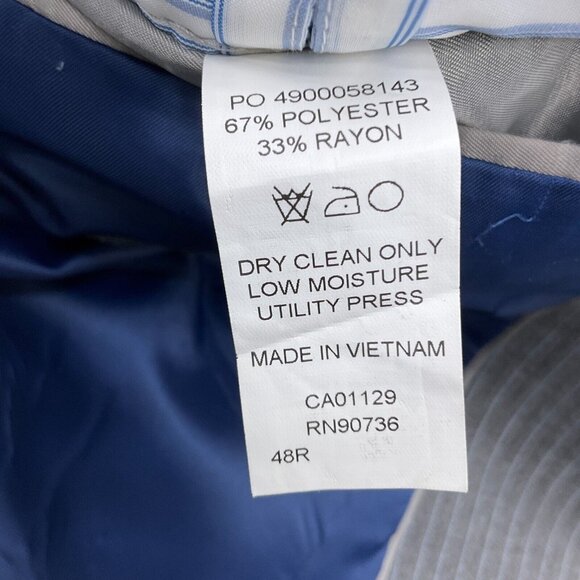 PO 4900058143
67% POLYESTER
33% RAYON
DRY CLEAN ONLY
LOW MOISTURE
UTILITY PRESS
MADE IN VIETNAM
CA01129
RN90736
48R